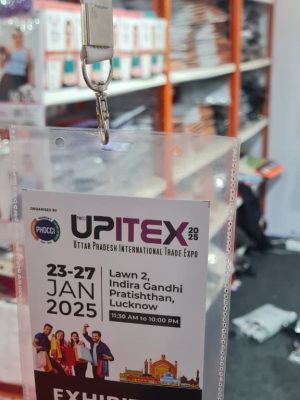 ORGANISED BY
PHDCCI
UPITEX 2025
UTTAR PRADESH INTERNATIONAL TRADE EXPO
23-27
JAN
2025
Lawn 2,
Indira Gandhi
Pratishthan,
Lucknow
11:30 AM to 10:00 PM